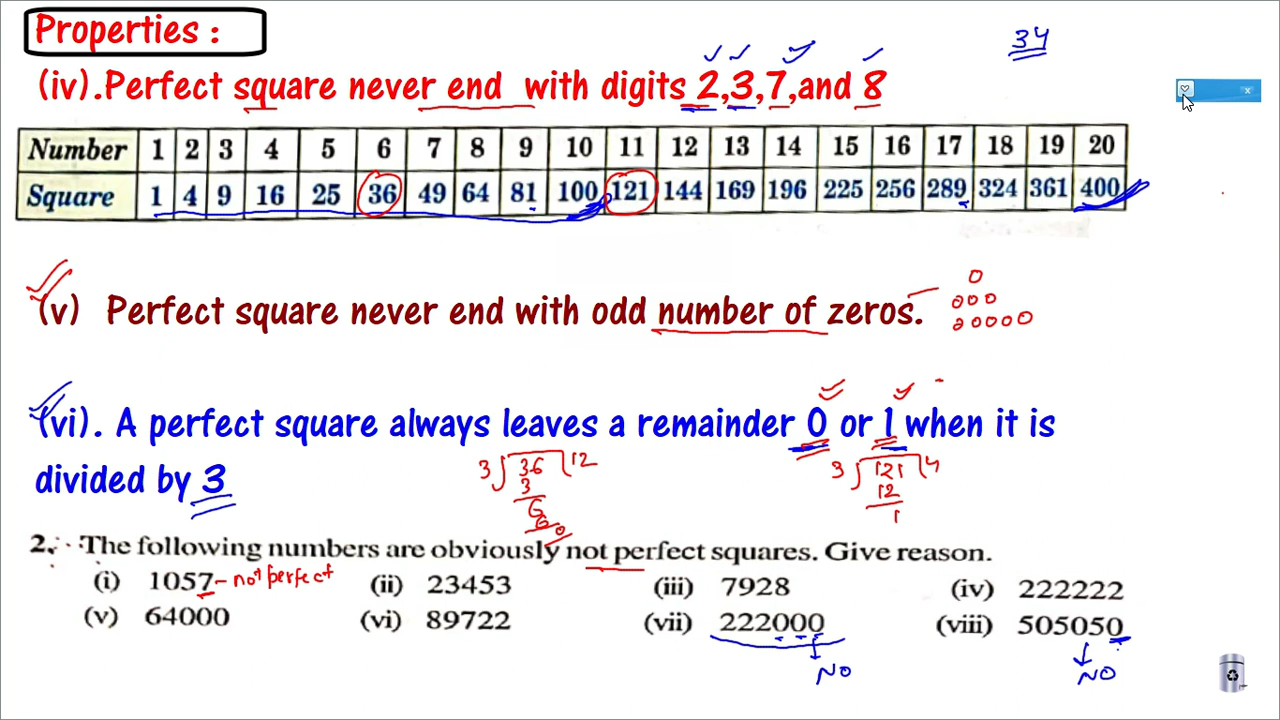 Properties :
34
(iv).Perfect square never end with digits 2,3,7,and 8
Number 1 2 3 4 5 6 7 8 9 10 11 12 13 14 15 16 17 18 19 20
Square 1 4 9 16 25 36 49 64 81 100 121 144 169 196 225 256 289 324 361 400
0
(v) Perfect square never end with odd number of zeros. 000
00000
(vi). A perfect square always leaves a remainder 0 or 1 when it is
divided by 3
3 36 12
3
6
6
0
3 121 4
12
1
2. The following numbers are obviously not perfect squares. Give reason.
(i) 1057 - not perfect (ii) 23453 (iii) 7928 (iv) 222222
(v) 64000 (vi) 89722 (vii) 222000 (viii) 505050
NO NO